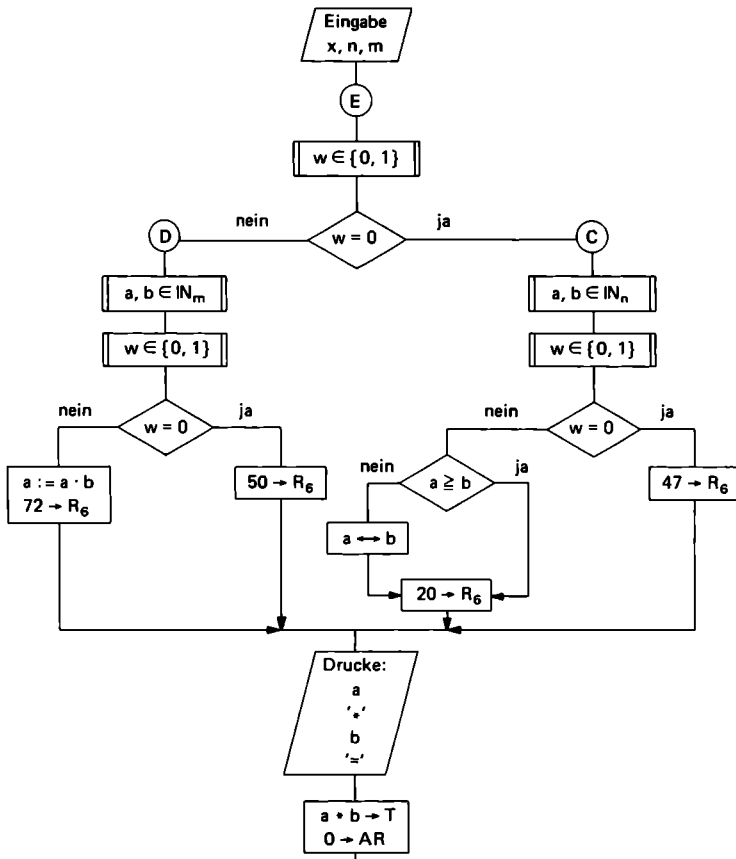 Eingabe
x, n, m
E
w ∈ {0, 1}
nein
w = 0
ja
D
C
a, b ∈ ℕₘ
a, b ∈ ℕₙ
w ∈ {0, 1}
w ∈ {0, 1}
nein
w = 0
ja
nein
w = 0
ja
a := a · b
72 → R₆
50 → R₆
nein
a ≧ b
ja
47 → R₆
a ↔ b
20 → R₆
Drucke:
a
'*'
b
'='
a * b → T
0 → AR